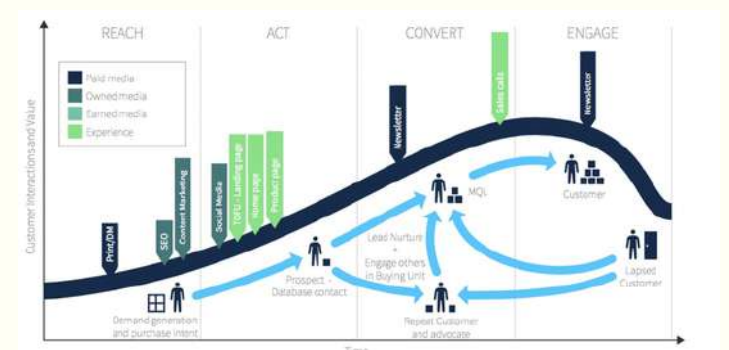 REACH
ACT
CONVERT
ENGAGE
Paid media
Owned media
Earned media
Experience
Customer Interactions and Value
Print/DM
SEO
Content Marketing
Social Media
TOFU - Landing page
Home page
Product page
Newsletter
Sales calls
Newsletter
MQL
Customer
Lead Nurture
+
Engage others
in Buying Unit
Prospect -
Database contact
Lapsed
Customer
Demand generation
and purchase intent
Repeat Customer
and advocate
Time